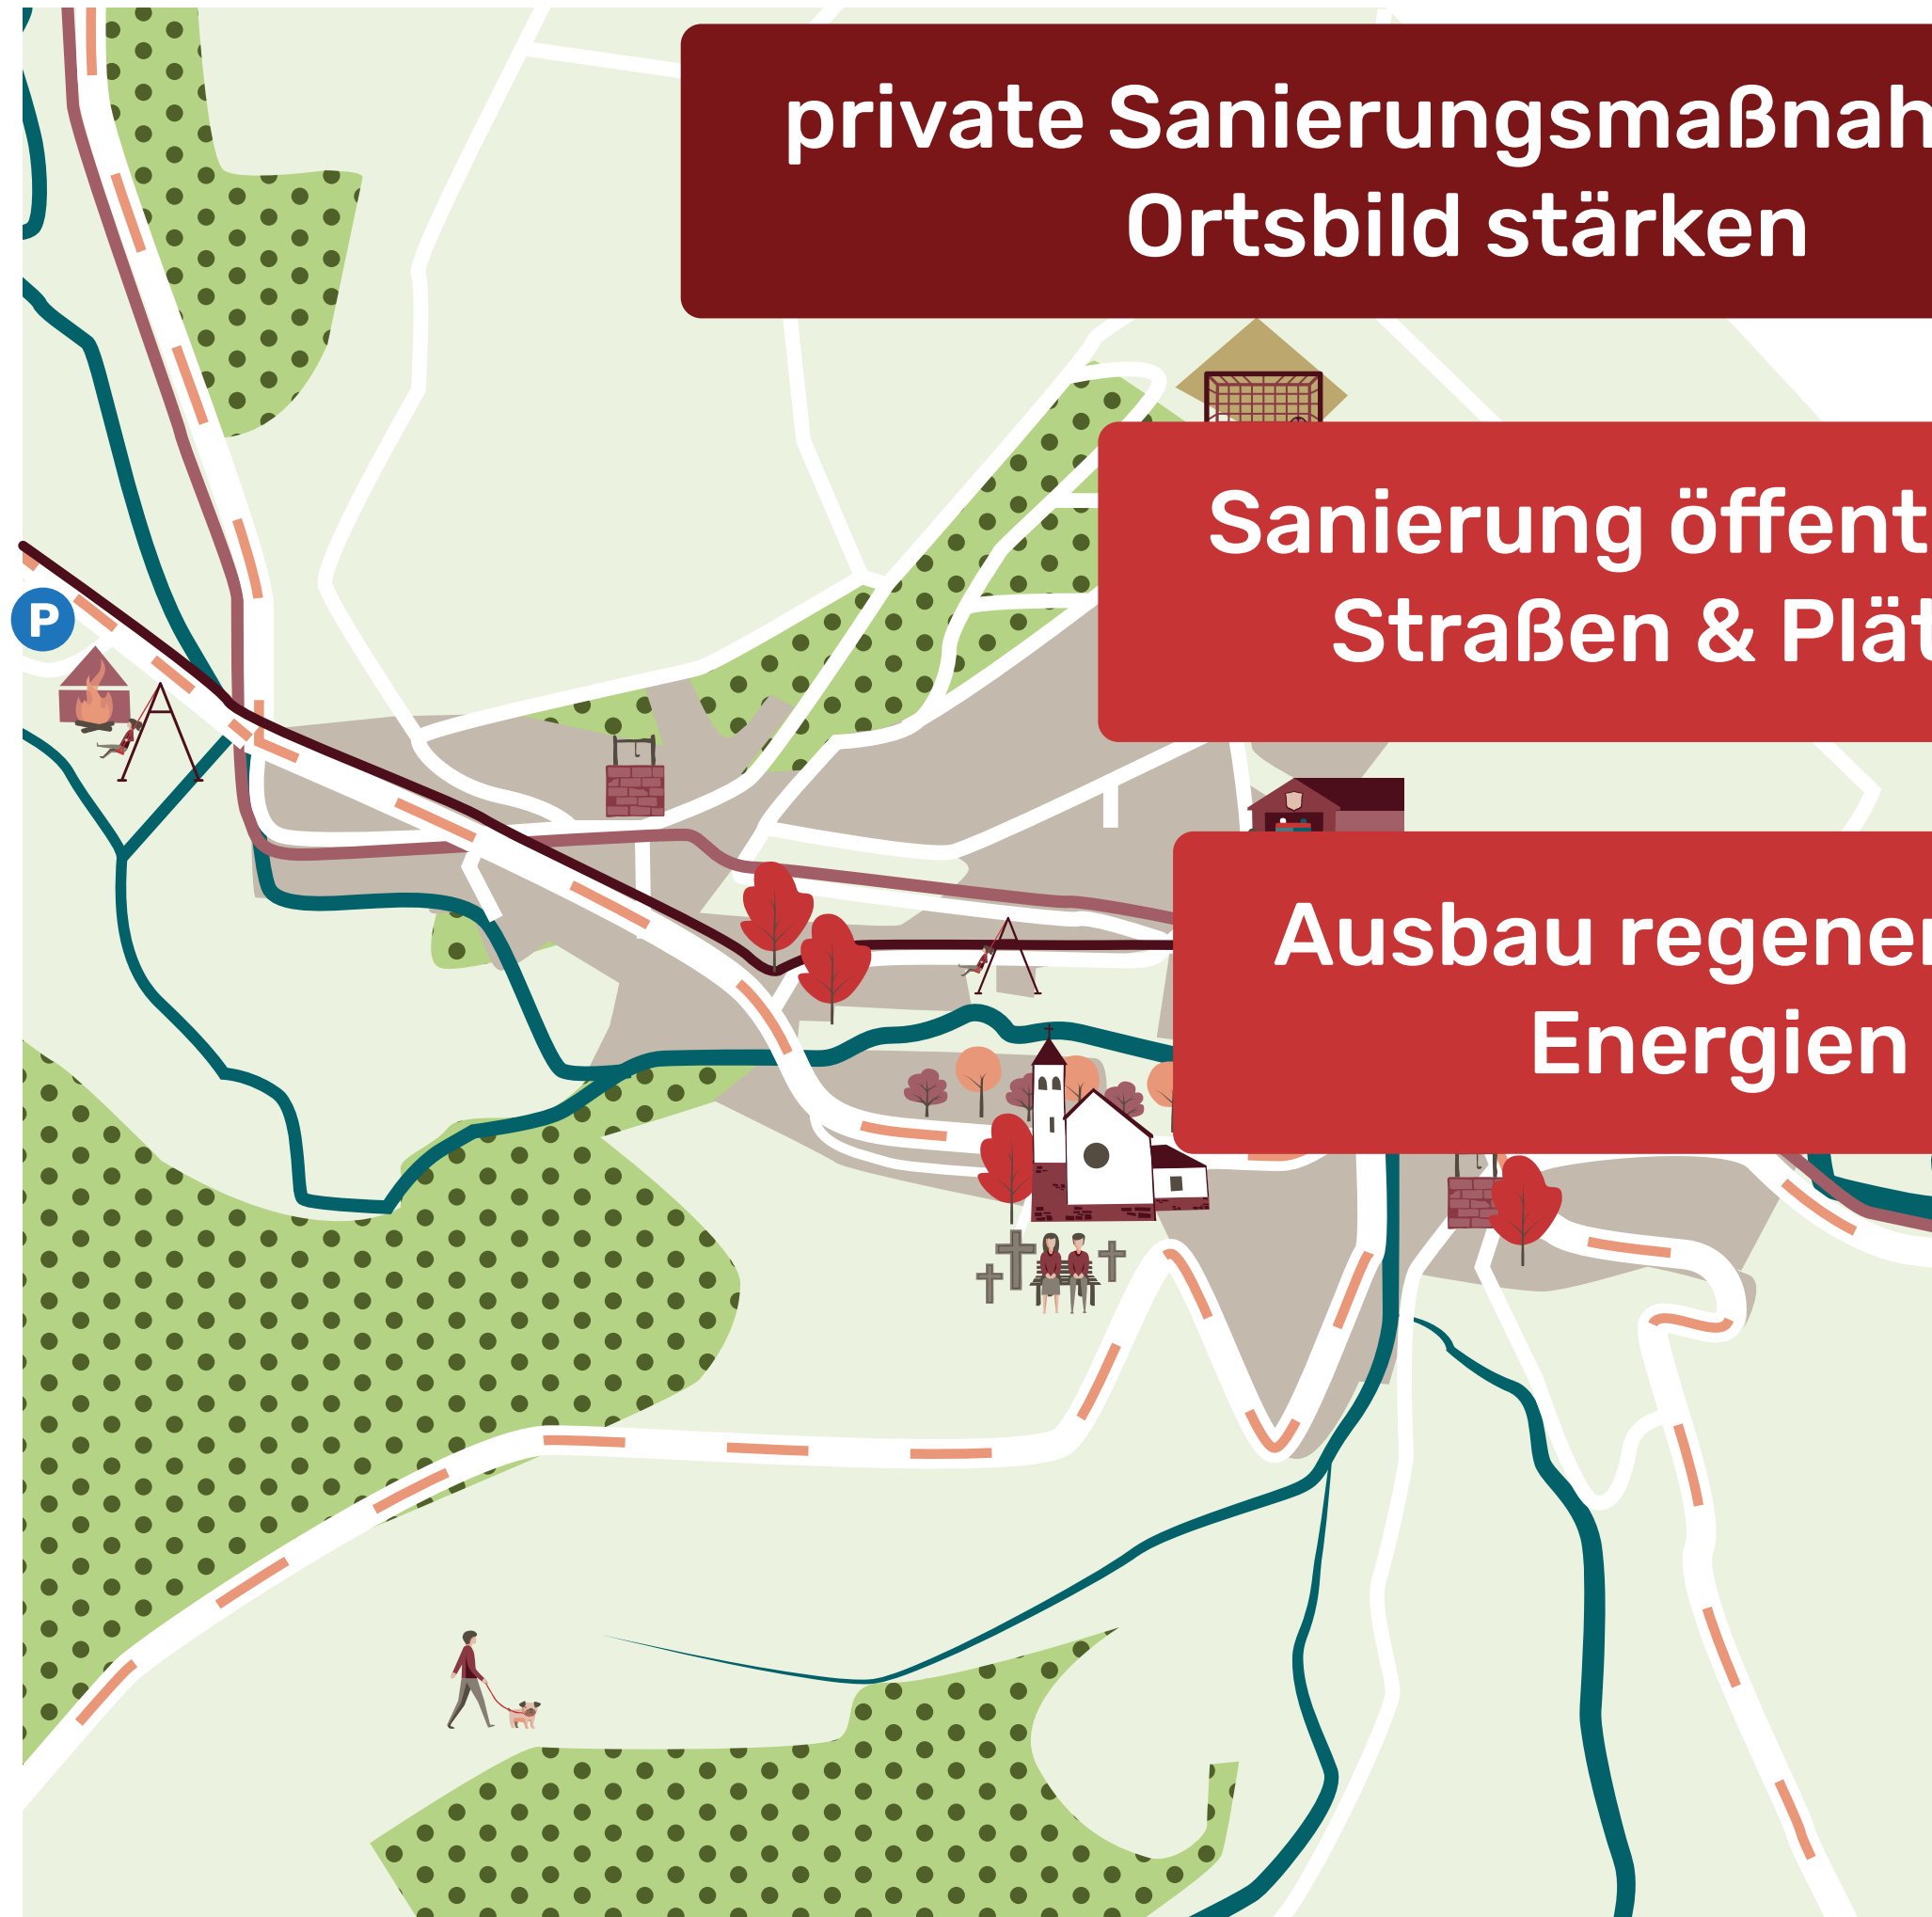 private Sanierungsmaßnah
Ortsbild stärken
Sanierung öffent
Straßen & Plät
P
Ausbau regener
Energien